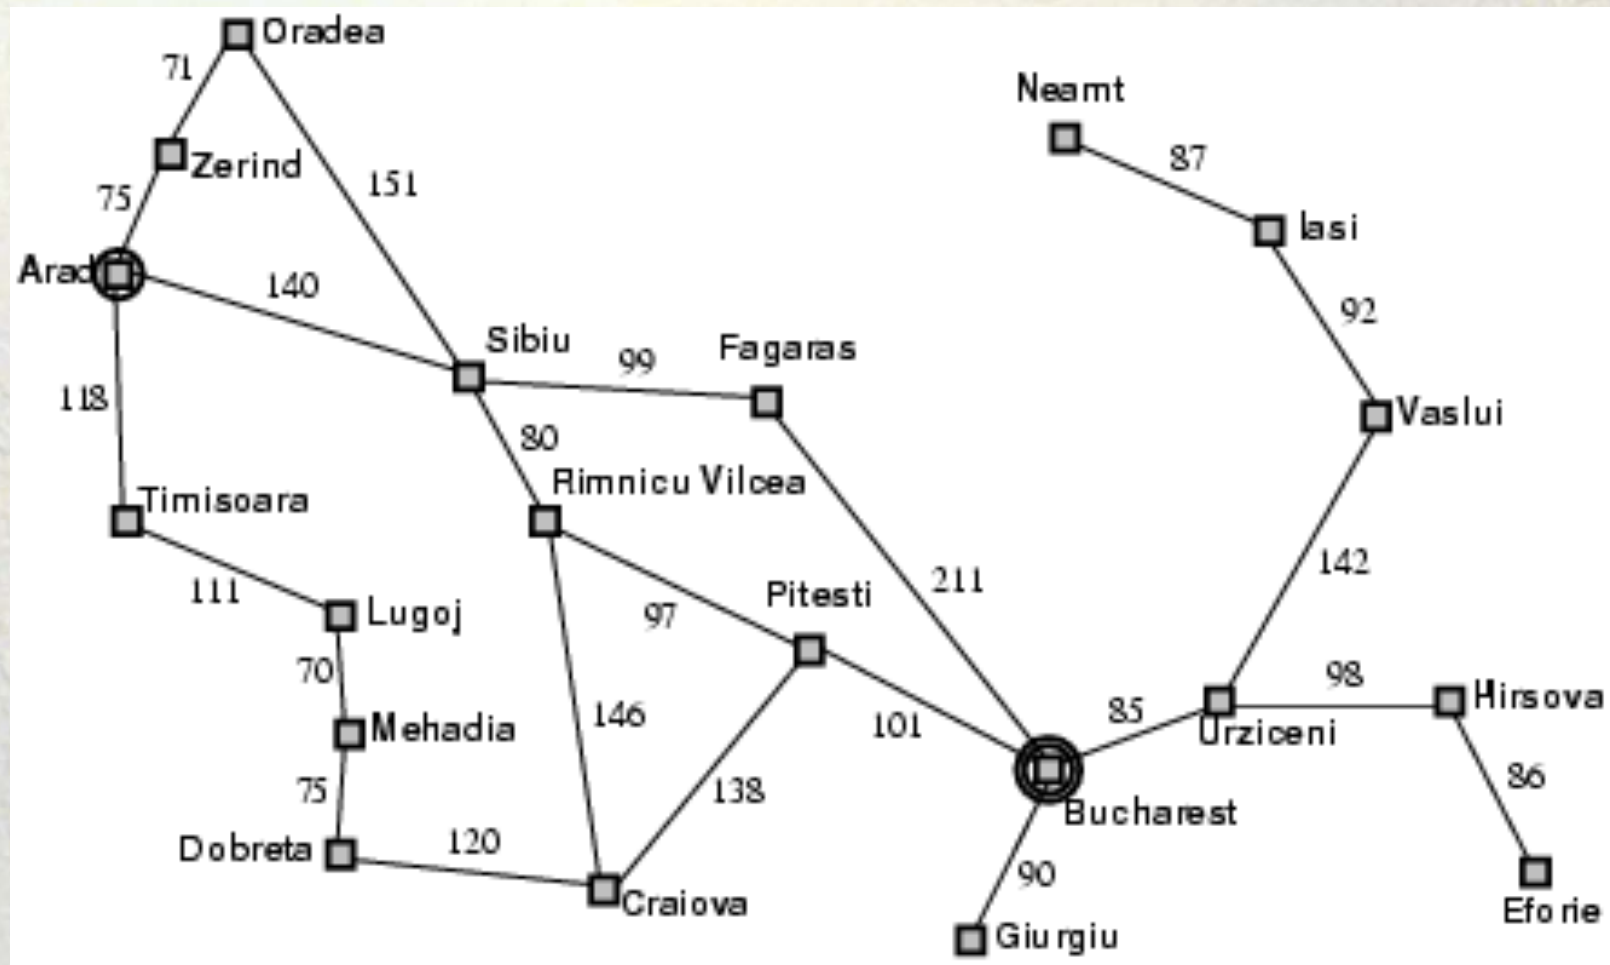 Oradea
71
Neamt
87
Zerind
151
75
Iasi
Arad
140
92
Sibiu
Fagaras
99
118
Vaslui
80
Rimnicu Vilcea
Timisoara
142
211
111
Pitesti
Lugoj
97
70
98
Hirsova
146
85
Mehadia
101
Urziceni
86
75
138
Bucharest
Dobreta
120
90
Craiova
Eforie
Giurgiu